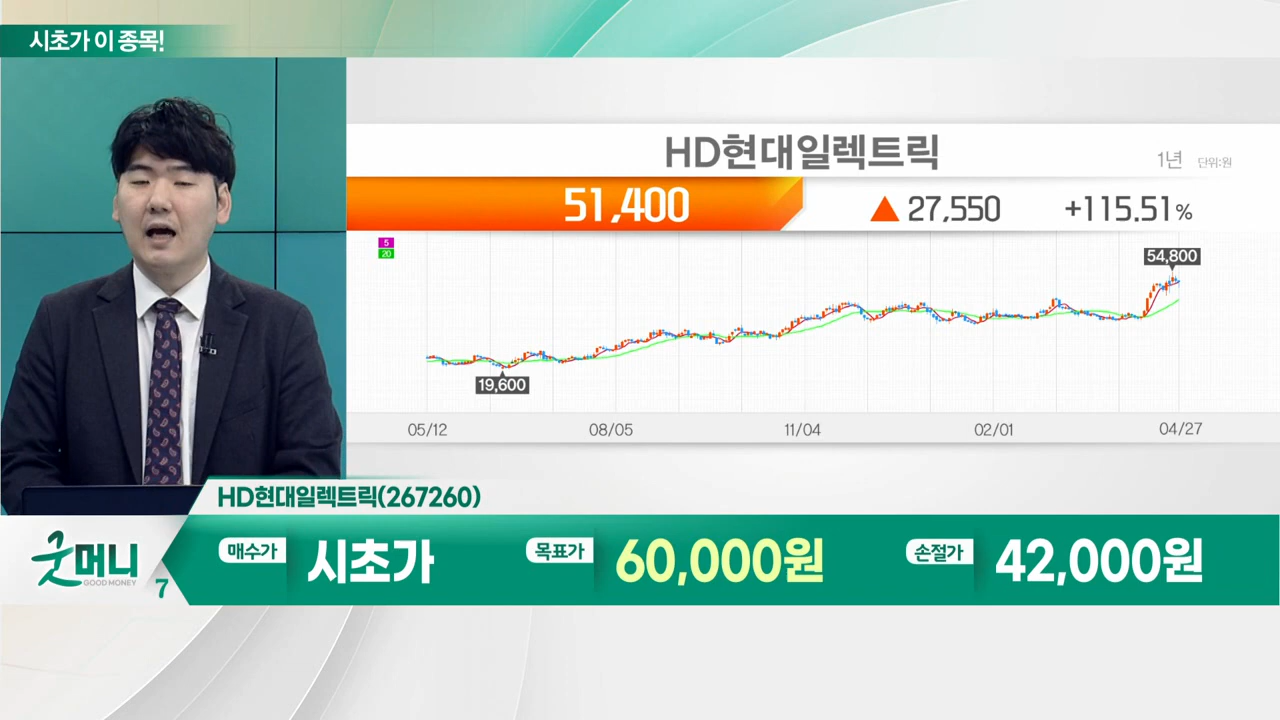 시초가 이 종목!
HD현대일렉트릭
1년 단위:원
51,400 ▲ 27,550 +115.51%
5
20
54,800
19,600
05/12 08/05 11/04 02/01 04/27
HD현대일렉트릭(267260)
굿머니
GOOD MONEY
7
매수가 시초가 목표가 60,000원 손절가 42,000원